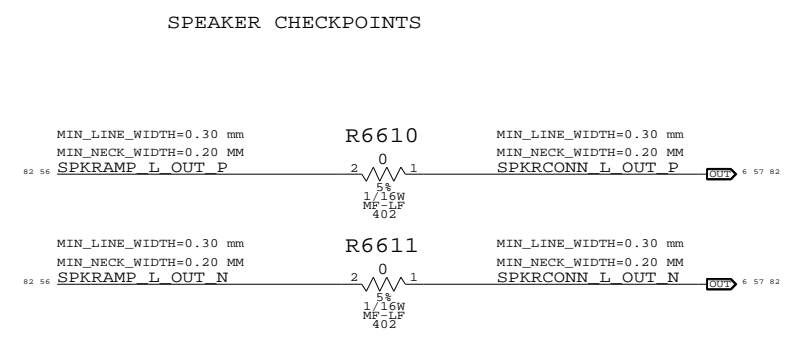 SPEAKER CHECKPOINTS
MIN_LINE_WIDTH=0.30 mm
MIN_NECK_WIDTH=0.20 MM
82 56 SPKRAMP_L_OUT_P
R6610
0
2 1
5%
1/16W
MF-LF
402
MIN_LINE_WIDTH=0.30 mm
MIN_NECK_WIDTH=0.20 MM
SPKRCONN_L_OUT_P OUT 6 57 82
MIN_LINE_WIDTH=0.30 mm
MIN_NECK_WIDTH=0.20 MM
82 56 SPKRAMP_L_OUT_N
R6611
0
2 1
5%
1/16W
MF-LF
402
MIN_LINE_WIDTH=0.30 mm
MIN_NECK_WIDTH=0.20 MM
SPKRCONN_L_OUT_N OUT 6 57 82